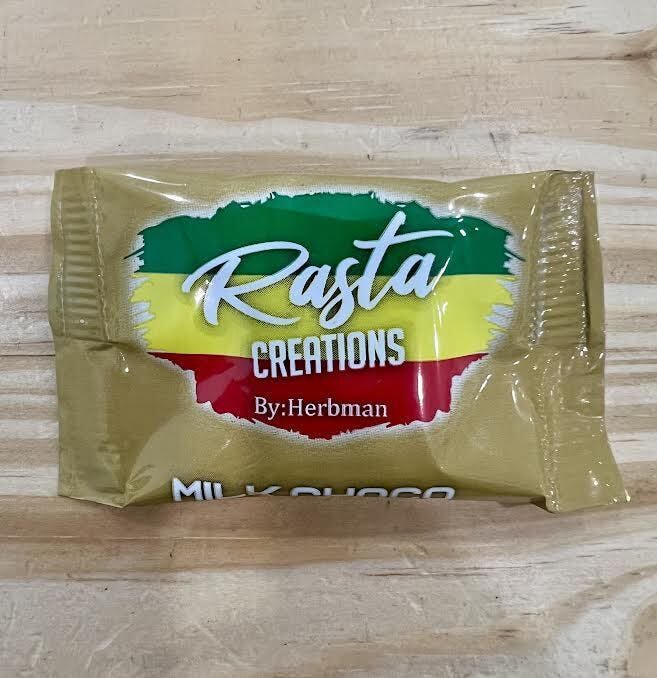 Rasta
CREATIONS
By:Herbman
MILK CHOCO